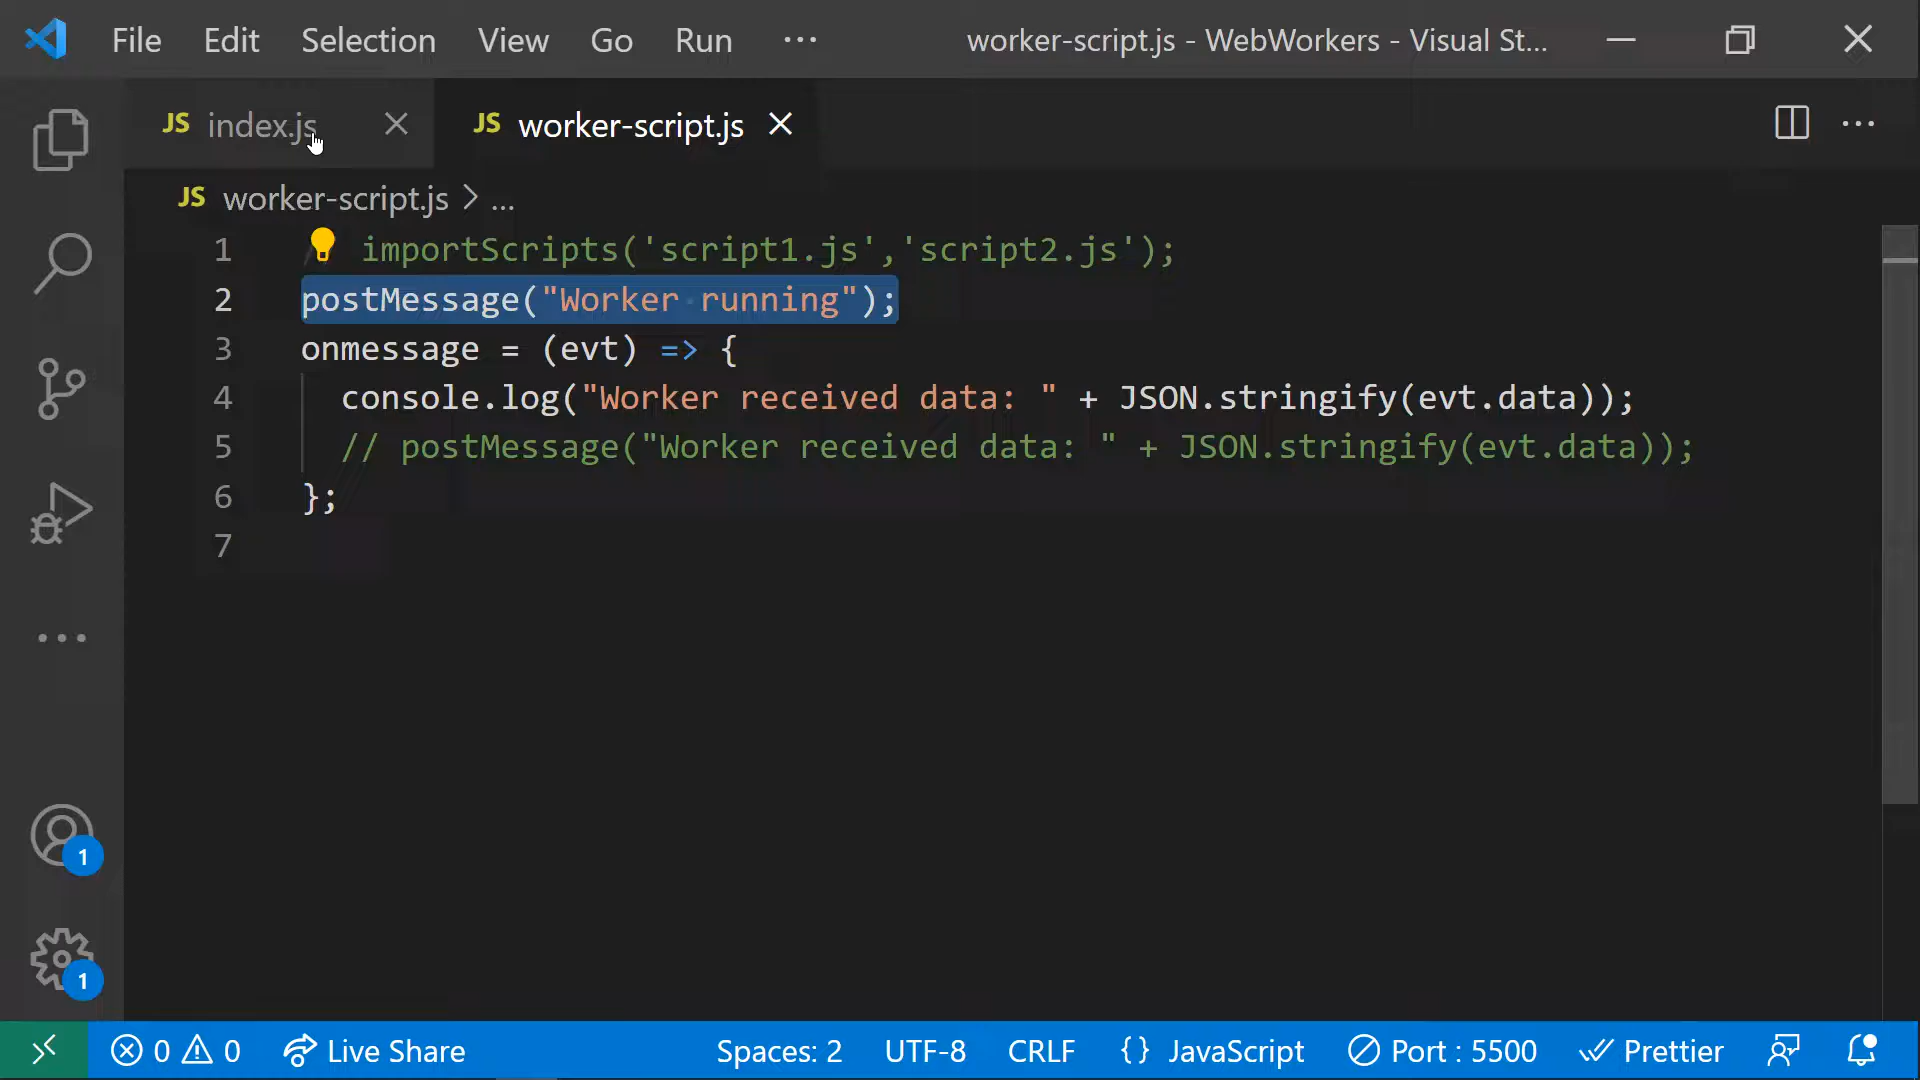 File Edit Selection View Go Run ··· worker-script.js - WebWorkers - Visual St...
JS index.js JS worker-script.js ···
JS worker-script.js > ...
1 importScripts('script1.js','script2.js');
2 postMessage("Worker running");
3 onmessage = (evt) => {
4 console.log("Worker received data: " + JSON.stringify(evt.data));
5 // postMessage("Worker received data: " + JSON.stringify(evt.data));
6 };
7
1
1
0 0 Live Share Spaces: 2 UTF-8 CRLF {} JavaScript Port : 5500 Prettier